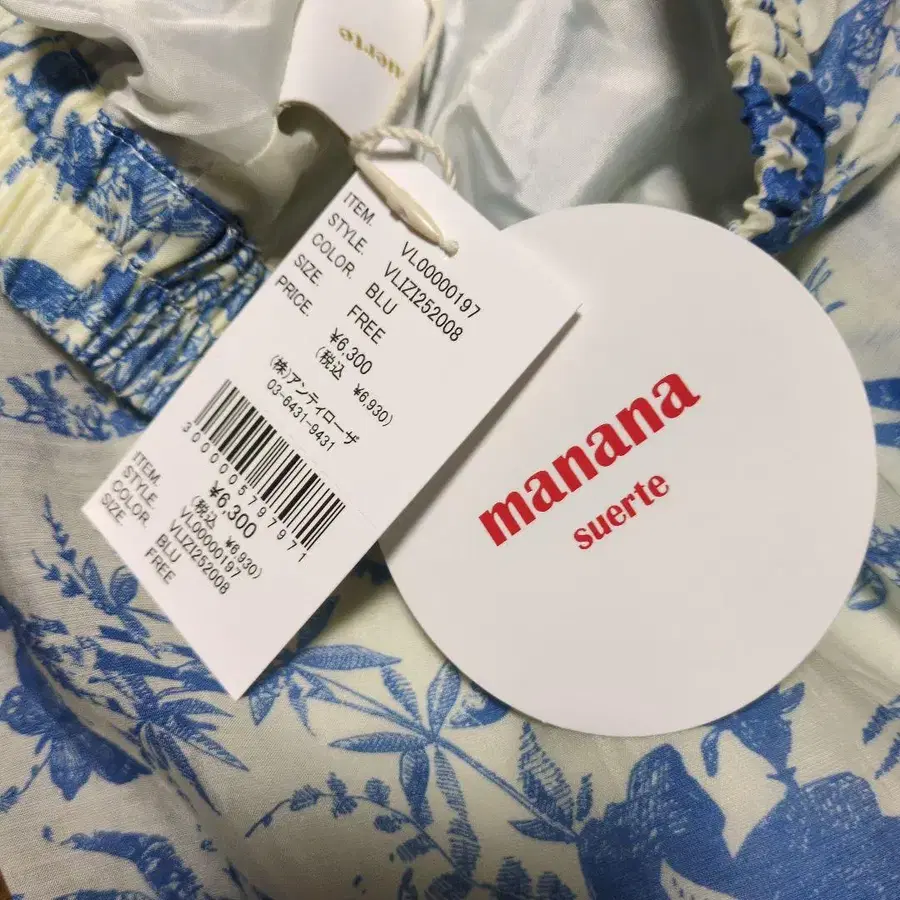 uerte
ITEM. VL00000197
STYLE. VLIZI252008
COLOR. BLU
SIZE. FREE
PRICE ¥6,300
(税込 ¥6,930)
(株)アンティローザ
03-6431-9431
3000005797971
¥6,300
(税込 ¥6,930)
ITEM. VL00000197
STYLE. VLIZI252008
COLOR. BLU
SIZE. FREE
manana
suerte